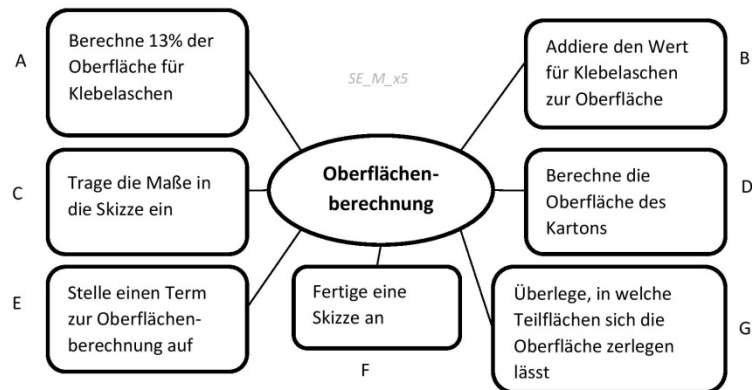 A
Berechne 13% der
Oberfläche für
Klebelaschen
SE_M_x5
Addiere den Wert
für Klebelaschen
zur Oberfläche
B
C
Trage die Maße in
die Skizze ein
Oberflächen-
berechnung
Berechne die
Oberfläche des
Kartons
D
E
Stelle einen Term
zur Oberflächen-
berechnung auf
Fertige eine
Skizze an
F
Überlege, in welche
Teilflächen sich die
Oberfläche zerlegen
lässt
G